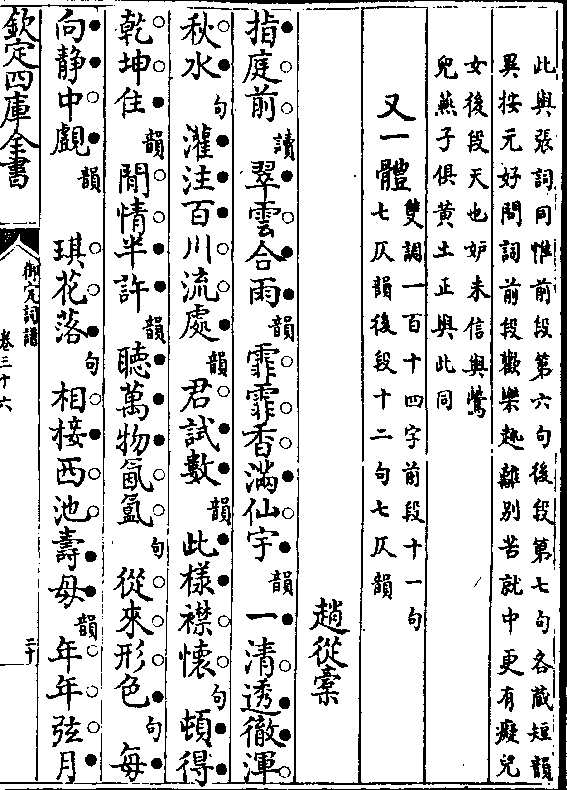 此與張詞同惟前段第六句後段第七句各藏短韻
異按元好問詞前段歡樂趣離别苦就中更有癡兒
女後段天也妒未信與鶯
兒燕子俱黄土正與此同
又一體
雙調一百十四字前段十一句
七仄韻後段十二句七仄韻
趙從橐
指庭前讀翠雲合雨韻霏霏香滿仙宇韻一清透徹渾
秋水句灌注百川流處韻君試數韻此様襟懷句頓得
乾坤住韻閒情半許韻聽萬物氤氲句從來形色句每
向静中觀韻琪花落句相接西池壽母韻年年弦月
欽定四庫全書
御定詞譜
卷三十六
二十